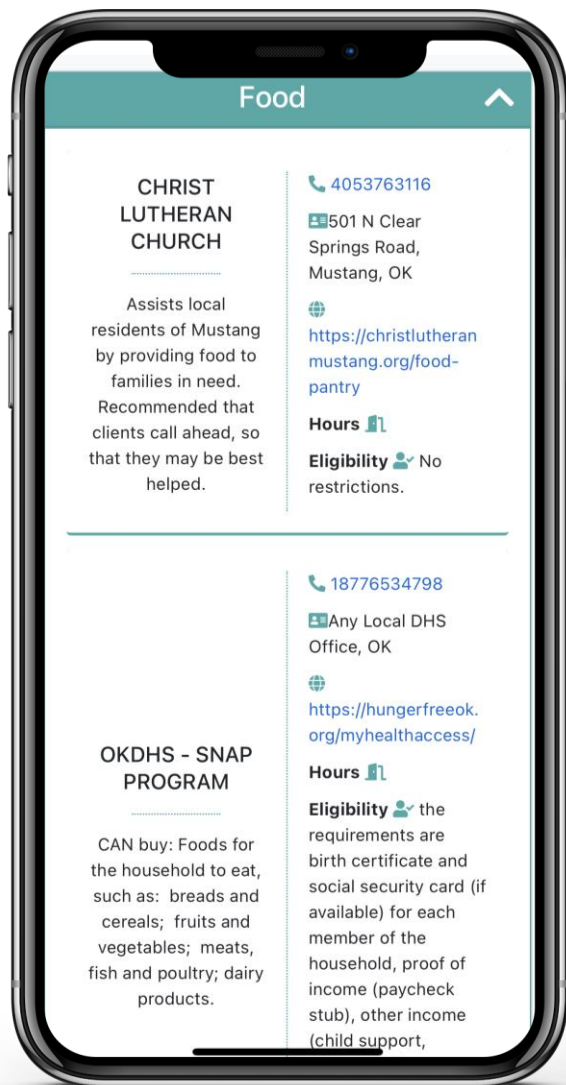 Food
CHRIST
LUTHERAN
CHURCH
Assists local
residents of Mustang
by providing food to
families in need.
Recommended that
clients call ahead, so
that they may be best
helped.
4053763116
501 N Clear
Springs Road,
Mustang, OK
https://christlutheran
mustang.org/food-
pantry
Hours
Eligibility No
restrictions.
OKDHS - SNAP
PROGRAM
CAN buy: Foods for
the household to eat,
such as: breads and
cereals; fruits and
vegetables; meats,
fish and poultry; dairy
products.
18776534798
Any Local DHS
Office, OK
https://hungerfreeok.
org/myhealthaccess/
Hours
Eligibility the
requirements are
birth certificate and
social security card (if
available) for each
member of the
household, proof of
income (paycheck
stub), other income
(child support,